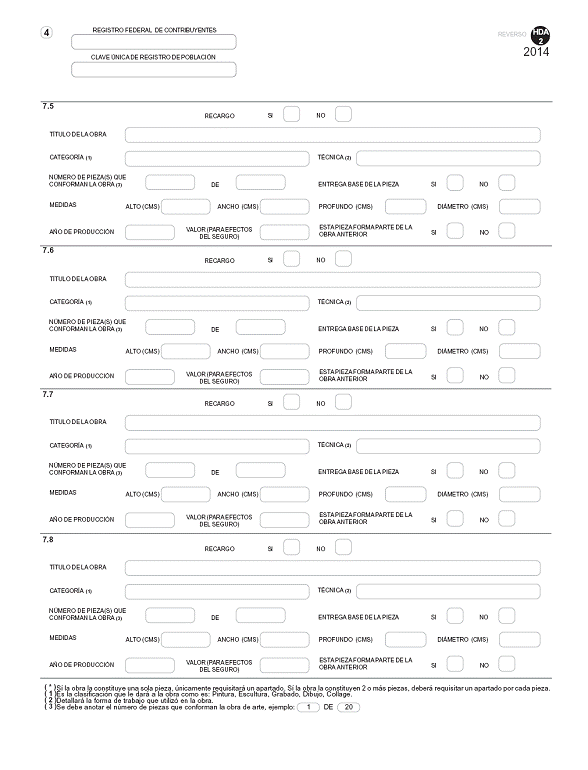 4
REGISTRO FEDERAL DE CONTRIBUYENTES
REVERSO HDA 2
2014
CLAVE ÚNICA DE REGISTRO DE POBLACIÓN
7.5
RECARGO SI NO
TÍTULO DE LA OBRA
CATEGORÍA (1) TÉCNICA (2)
NÚMERO DE PIEZA(S) QUE CONFORMAN LA OBRA (3) DE ENTREGA BASE DE LA PIEZA SI NO
MEDIDAS ALTO (CMS) ANCHO (CMS) PROFUNDO (CMS) DIÁMETRO (CMS)
AÑO DE PRODUCCIÓN VALOR (PARA EFECTOS DEL SEGURO) ESTA PIEZA FORMA PARTE DE LA OBRA ANTERIOR SI NO
7.6
RECARGO SI NO
TÍTULO DE LA OBRA
CATEGORÍA (1) TÉCNICA (2)
NÚMERO DE PIEZA(S) QUE CONFORMAN LA OBRA (3) DE ENTREGA BASE DE LA PIEZA SI NO
MEDIDAS ALTO (CMS) ANCHO (CMS) PROFUNDO (CMS) DIÁMETRO (CMS)
AÑO DE PRODUCCIÓN VALOR (PARA EFECTOS DEL SEGURO) ESTA PIEZA FORMA PARTE DE LA OBRA ANTERIOR SI NO
7.7
RECARGO SI NO
TÍTULO DE LA OBRA
CATEGORÍA (1) TÉCNICA (2)
NÚMERO DE PIEZA(S) QUE CONFORMAN LA OBRA (3) DE ENTREGA BASE DE LA PIEZA SI NO
MEDIDAS ALTO (CMS) ANCHO (CMS) PROFUNDO (CMS) DIÁMETRO (CMS)
AÑO DE PRODUCCIÓN VALOR (PARA EFECTOS DEL SEGURO) ESTA PIEZA FORMA PARTE DE LA OBRA ANTERIOR SI NO
7.8
RECARGO SI NO
TÍTULO DE LA OBRA
CATEGORÍA (1) TÉCNICA (2)
NÚMERO DE PIEZA(S) QUE CONFORMAN LA OBRA (3) DE ENTREGA BASE DE LA PIEZA SI NO
MEDIDAS ALTO (CMS) ANCHO (CMS) PROFUNDO (CMS) DIÁMETRO (CMS)
AÑO DE PRODUCCIÓN VALOR (PARA EFECTOS DEL SEGURO) ESTA PIEZA FORMA PARTE DE LA OBRA ANTERIOR SI NO
( * ) Si la obra la constituye una sola pieza, únicamente requisitará un apartado, Si la obra la constituyen 2 o más piezas, deberá requisitar un apartado por cada pieza.
( 1 ) Es la clasificación que le dará a la obra como es: Pintura, Escultura, Grabado, Dibujo, Collage.
( 2 ) Detallará la forma de trabajo que utilizó en la obra.
( 3 ) Se debe anotar el número de piezas que conforman la obra de arte, ejemplo: 1 DE 20